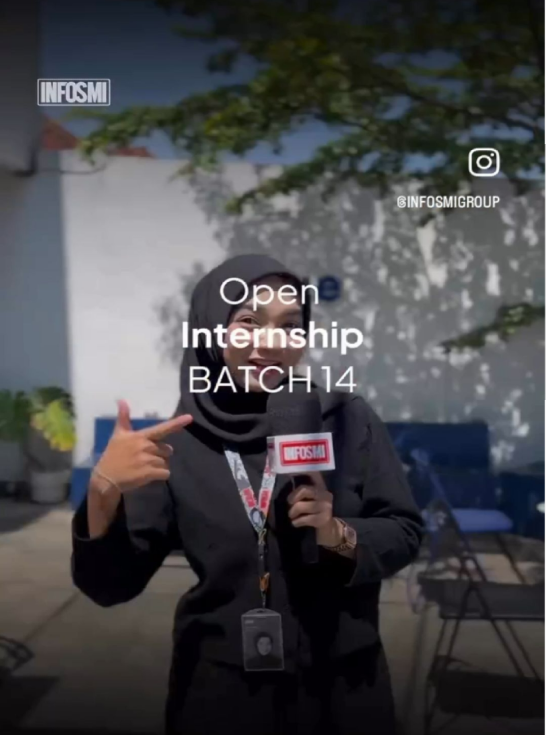 INFOSMI
@INFOSMIGROUP
Open
Internship
BATCH 14
INFOSMI